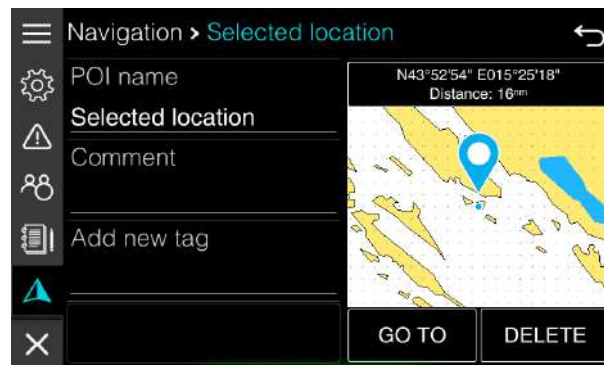 Navigation > Selected location
POI name
Selected location
Comment
Add new tag
N43°52'54" E015°25'18"
Distance: 16nm
GO TO
DELETE